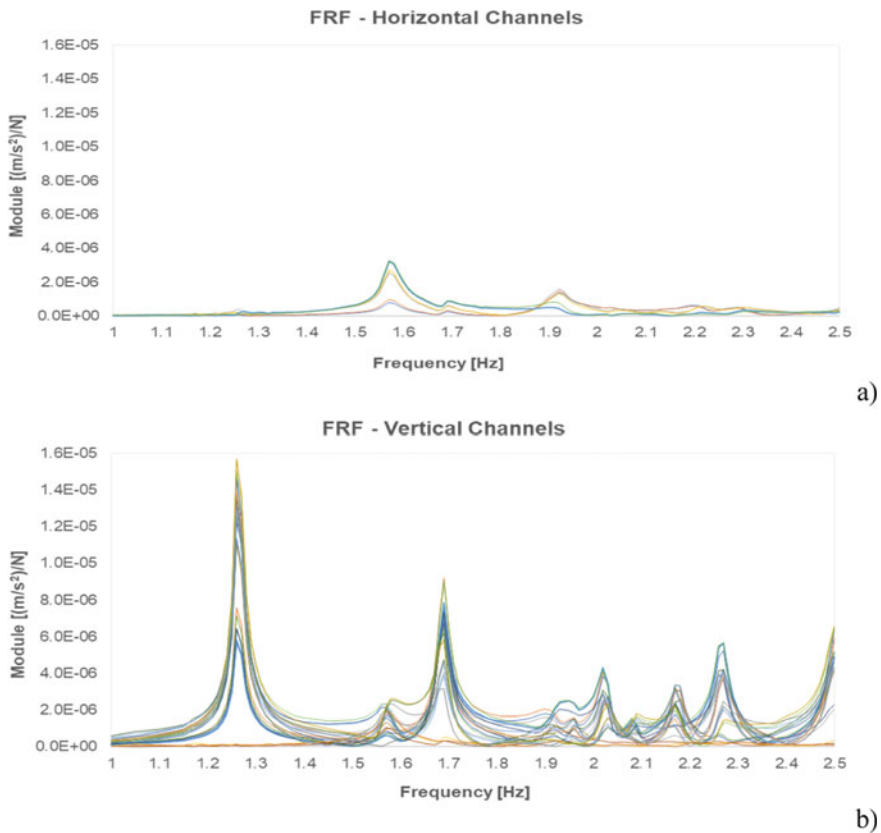 FRF - Horizontal Channels
1.6E-05
1.4E-05
1.2E-05
1.0E-05
8.0E-06
6.0E-06
4.0E-06
2.0E-06
0.0E+00
Module [(m/s²)/N]
1 1.1 1.2 1.3 1.4 1.5 1.6 1.7 1.8 1.9 2 2.1 2.2 2.3 2.4 2.5
Frequency [Hz]
a)
FRF - Vertical Channels
1.6E-05
1.4E-05
1.2E-05
1.0E-05
8.0E-06
6.0E-06
4.0E-06
2.0E-06
0.0E+00
Module [(m/s²)/N]
1 1.1 1.2 1.3 1.4 1.5 1.6 1.7 1.8 1.9 2 2.1 2.2 2.3 2.4 2.5
Frequency [Hz]
b)